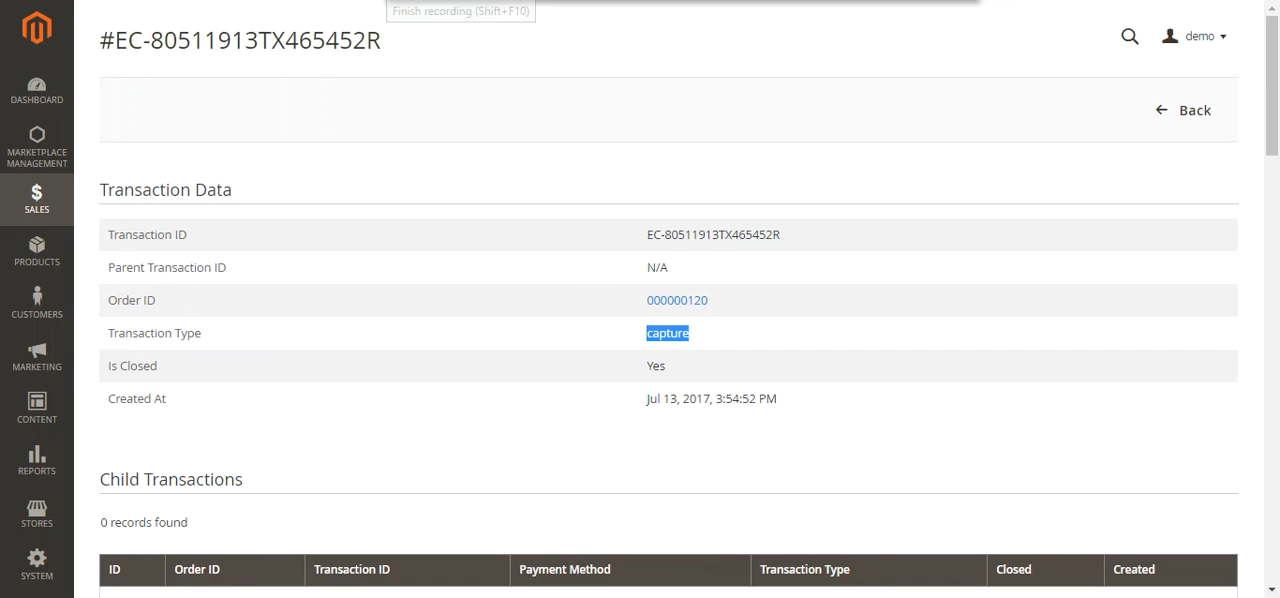 Finish recording (Shift+F10)
#EC-80511913TX465452R
demo
DASHBOARD
MARKETPLACE
MANAGEMENT
SALES
PRODUCTS
CUSTOMERS
MARKETING
CONTENT
REPORTS
STORES
SYSTEM
Back
Transaction Data
Transaction ID EC-80511913TX465452R
Parent Transaction ID N/A
Order ID 000000120
Transaction Type capture
Is Closed Yes
Created At Jul 13, 2017, 3:54:52 PM
Child Transactions
0 records found
ID Order ID Transaction ID Payment Method Transaction Type Closed Created